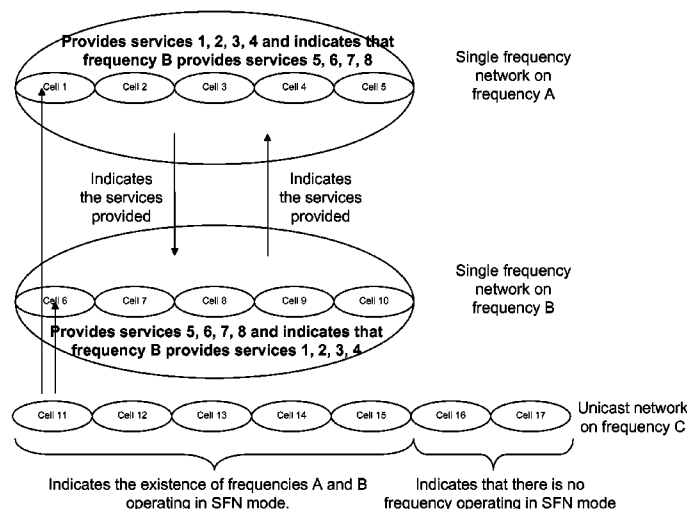 Provides services 1, 2, 3, 4 and indicates that
frequency B provides services 5, 6, 7, 8
Single frequency
network on
frequency A
Cell 1
Cell 2
Cell 3
Cell 4
Cell 5
Indicates
the services
provided
Indicates
the services
provided
Single frequency
network on
frequency B
Cell 6
Cell 7
Cell 8
Cell 9
Cell 10
Provides services 5, 6, 7, 8 and indicates that
frequency B provides services 1, 2, 3, 4
Cell 11
Cell 12
Cell 13
Cell 14
Cell 15
Cell 16
Cell 17
Unicast network
on frequency C
Indicates the existence of frequencies A and B
operating in SFN mode.
Indicates that there is no
frequency operating in SFN mode